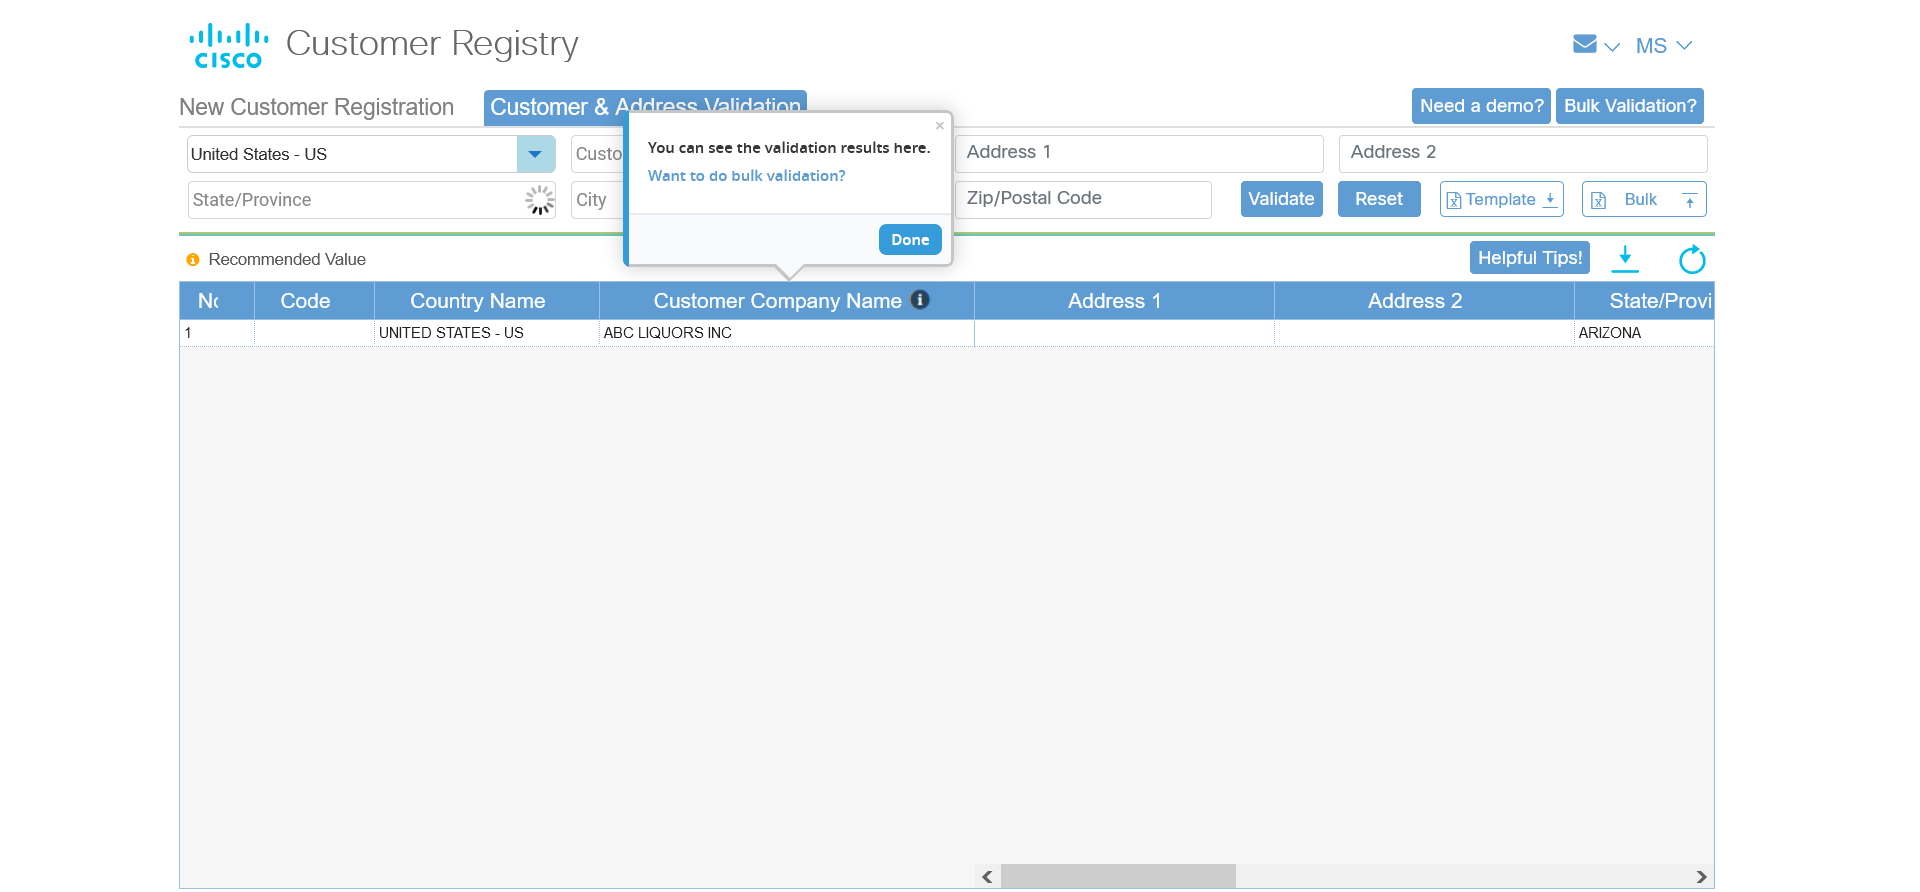 CISCO
Customer Registry
MS
New Customer Registration
Customer & Address Validation
Need a demo?
Bulk Validation?
×
You can see the validation results here.
Want to do bulk validation?
Done
United States - US
Custo
Address 1
Address 2
State/Province
City
Zip/Postal Code
Validate
Reset
Template
Bulk
Recommended Value
Helpful Tips!
Code
Country Name
Customer Company Name
Address 1
Address 2
State/Provi
1
UNITED STATES - US
ABC LIQUORS INC
ARIZONA